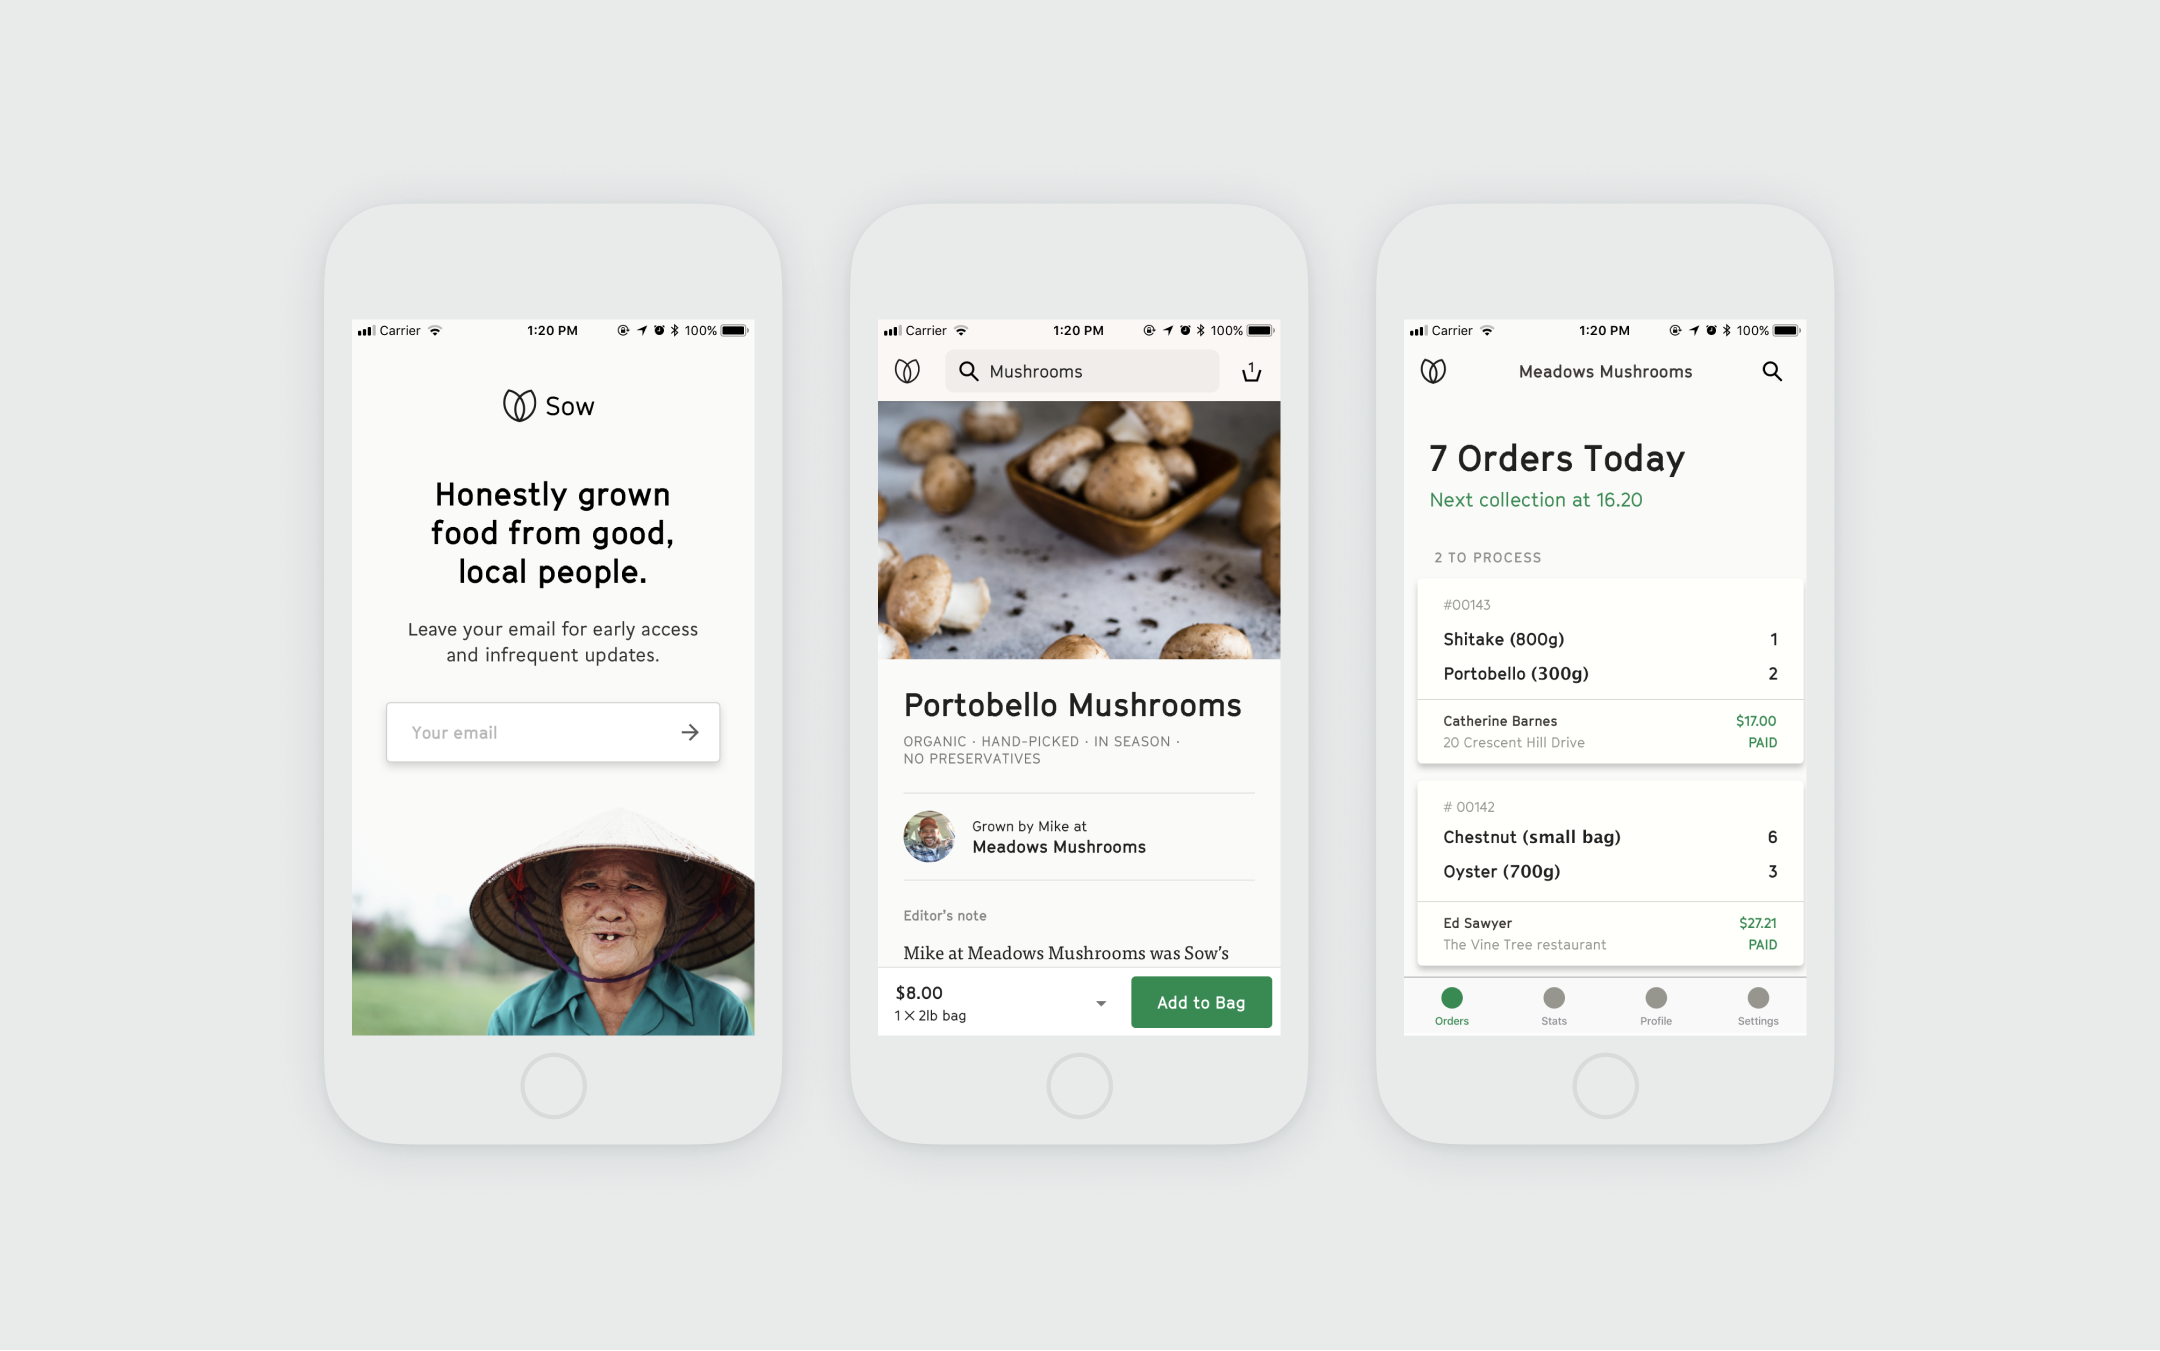 Carrier 1:20 PM 100%
Sow
Honestly grown
food from good,
local people.
Leave your email for early access
and infrequent updates.
Your email
Carrier 1:20 PM 100%
Mushrooms 1
Portobello Mushrooms
ORGANIC · HAND-PICKED · IN SEASON ·
NO PRESERVATIVES
Grown by Mike at
Meadows Mushrooms
Editor's note
Mike at Meadows Mushrooms was Sow's
$8.00
1 × 2lb bag
Add to Bag
Carrier 1:20 PM 100%
Meadows Mushrooms
7 Orders Today
Next collection at 16.20
2 TO PROCESS
#00143
Shitake (800g) 1
Portobello (300g) 2
Catherine Barnes $17.00
20 Crescent Hill Drive PAID
# 00142
Chestnut (small bag) 6
Oyster (700g) 3
Ed Sawyer $27.21
The Vine Tree restaurant PAID
Orders Stats Profile Settings